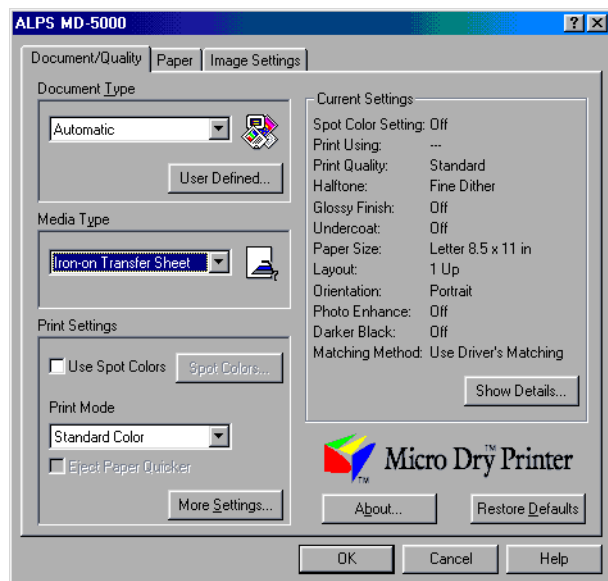 ALPS MD-5000
Document/Quality Paper Image Settings
Document Type
Automatic
User Defined...
Media Type
Iron-on Transfer Sheet
Print Settings
Use Spot Colors Spot Colors...
Print Mode
Standard Color
Eject Paper Quicker
More Settings...
Current Settings
Spot Color Setting: Off
Print Using: ---
Print Quality: Standard
Halftone: Fine Dither
Glossy Finish: Off
Undercoat: Off
Paper Size: Letter 8.5 x 11 in
Layout: 1 Up
Orientation: Portrait
Photo Enhance: Off
Darker Black: Off
Matching Method: Use Driver's Matching
Show Details...
TM
Micro Dry™ Printer
About... Restore Defaults
OK Cancel Help